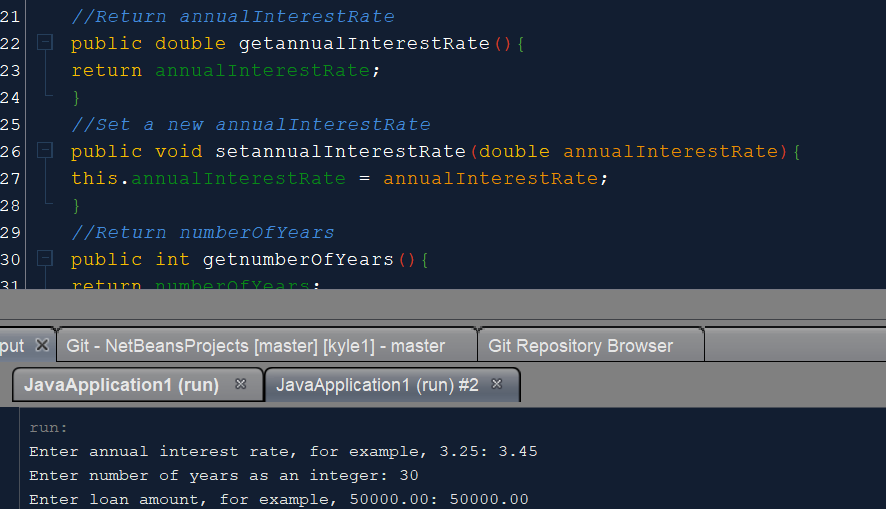 21 //Return annualInterestRate
22 public double getannualInterestRate(){
23 return annualInterestRate;
24 }
25 //Set a new annualInterestRate
26 public void setannualInterestRate(double annualInterestRate){
27 this.annualInterestRate = annualInterestRate;
28 }
29 //Return numberOfYears
30 public int getnumberOfYears(){
31 return numberOfYears;
put Git - NetBeansProjects [master] [kyle1] - master Git Repository Browser
JavaApplication1 (run) JavaApplication1 (run) #2
run:
Enter annual interest rate, for example, 3.25: 3.45
Enter number of years as an integer: 30
Enter loan amount, for example, 50000.00: 50000.00